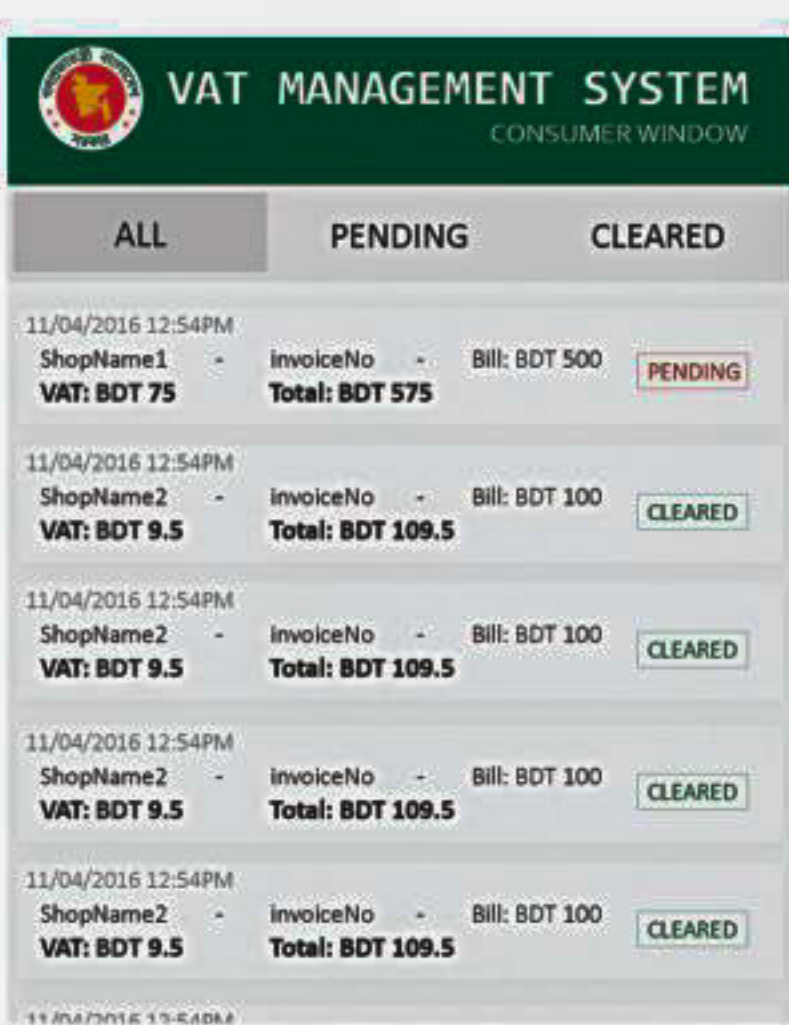 VAT MANAGEMENT SYSTEM
CONSUMER WINDOW
ALL PENDING CLEARED
11/04/2016 12:54PM
ShopName1 - invoiceNo - Bill: BDT 500
PENDING
VAT: BDT 75 Total: BDT 575
11/04/2016 12:54PM
ShopName2 - invoiceNo - Bill: BDT 100
CLEARED
VAT: BDT 9.5 Total: BDT 109.5
11/04/2016 12:54PM
ShopName2 - invoiceNo - Bill: BDT 100
CLEARED
VAT: BDT 9.5 Total: BDT 109.5
11/04/2016 12:54PM
ShopName2 - invoiceNo - Bill: BDT 100
CLEARED
VAT: BDT 9.5 Total: BDT 109.5
11/04/2016 12:54PM
ShopName2 - invoiceNo - Bill: BDT 100
CLEARED
VAT: BDT 9.5 Total: BDT 109.5
11/04/2016 12:54PM